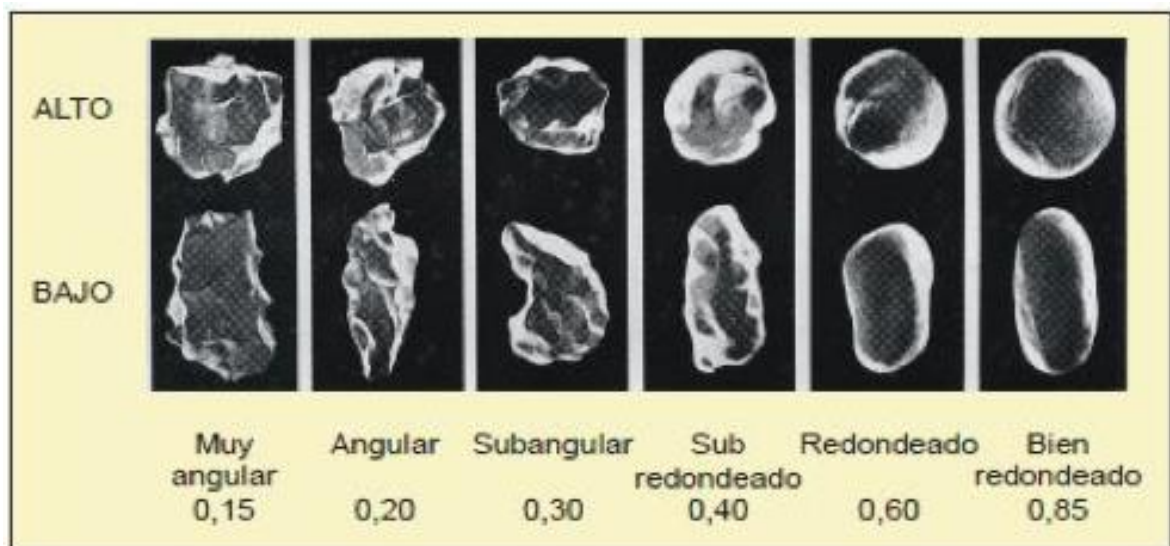 ALTO
BAJO
Muy angular
0,15
Angular
0,20
Subangular
0,30
Sub redondeado
0,40
Redondeado
0,60
Bien redondeado
0,85